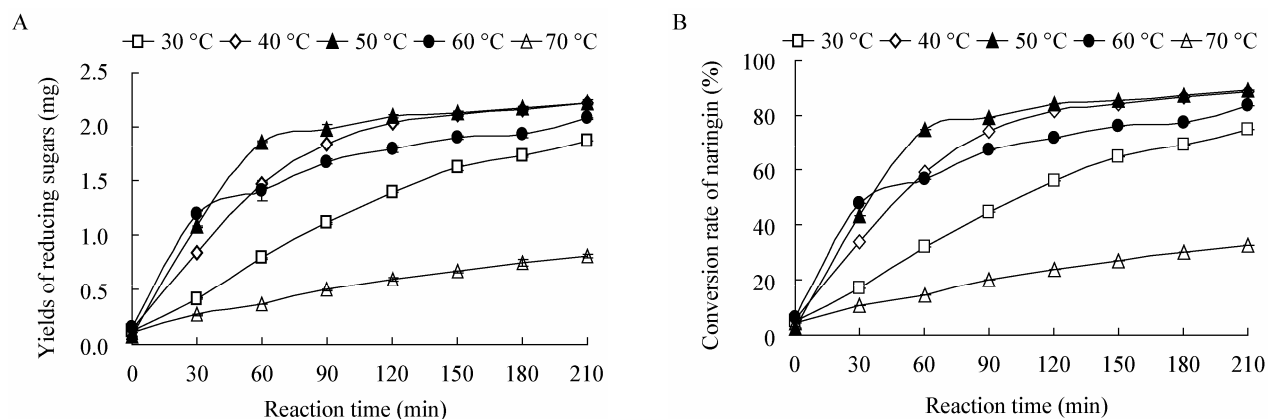 A
30 °C 40 °C 50 °C 60 °C 70 °C
Yields of reducing sugars (mg)
2.5
2.0
1.5
1.0
0.5
0.0
0 30 60 90 120 150 180 210
Reaction time (min)
B
30 °C 40 °C 50 °C 60 °C 70 °C
Conversion rate of naringin (%)
100
80
60
40
20
0
0 30 60 90 120 150 180 210
Reaction time (min)